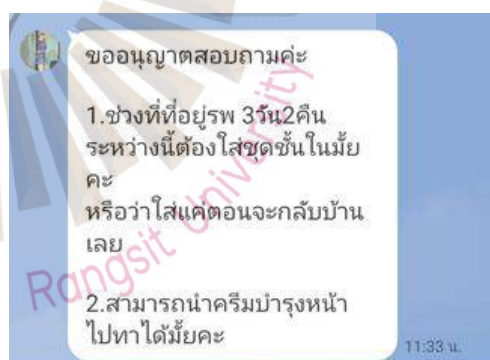 ขออนุญาตสอบถามค่ะ
1.ช่วงที่ที่อยู่รพ 3วัน2คืน
ระหว่างนี้ต้องใส่ชุดชั้นในมั้ย
คะ
หรือว่าใส่แค่ตอนจะกลับบ้าน
เลย
2.สามารถนำครีมบำรุงหน้า
ไปทาได้มั้ยคะ
11:33 น.
Rangsit University